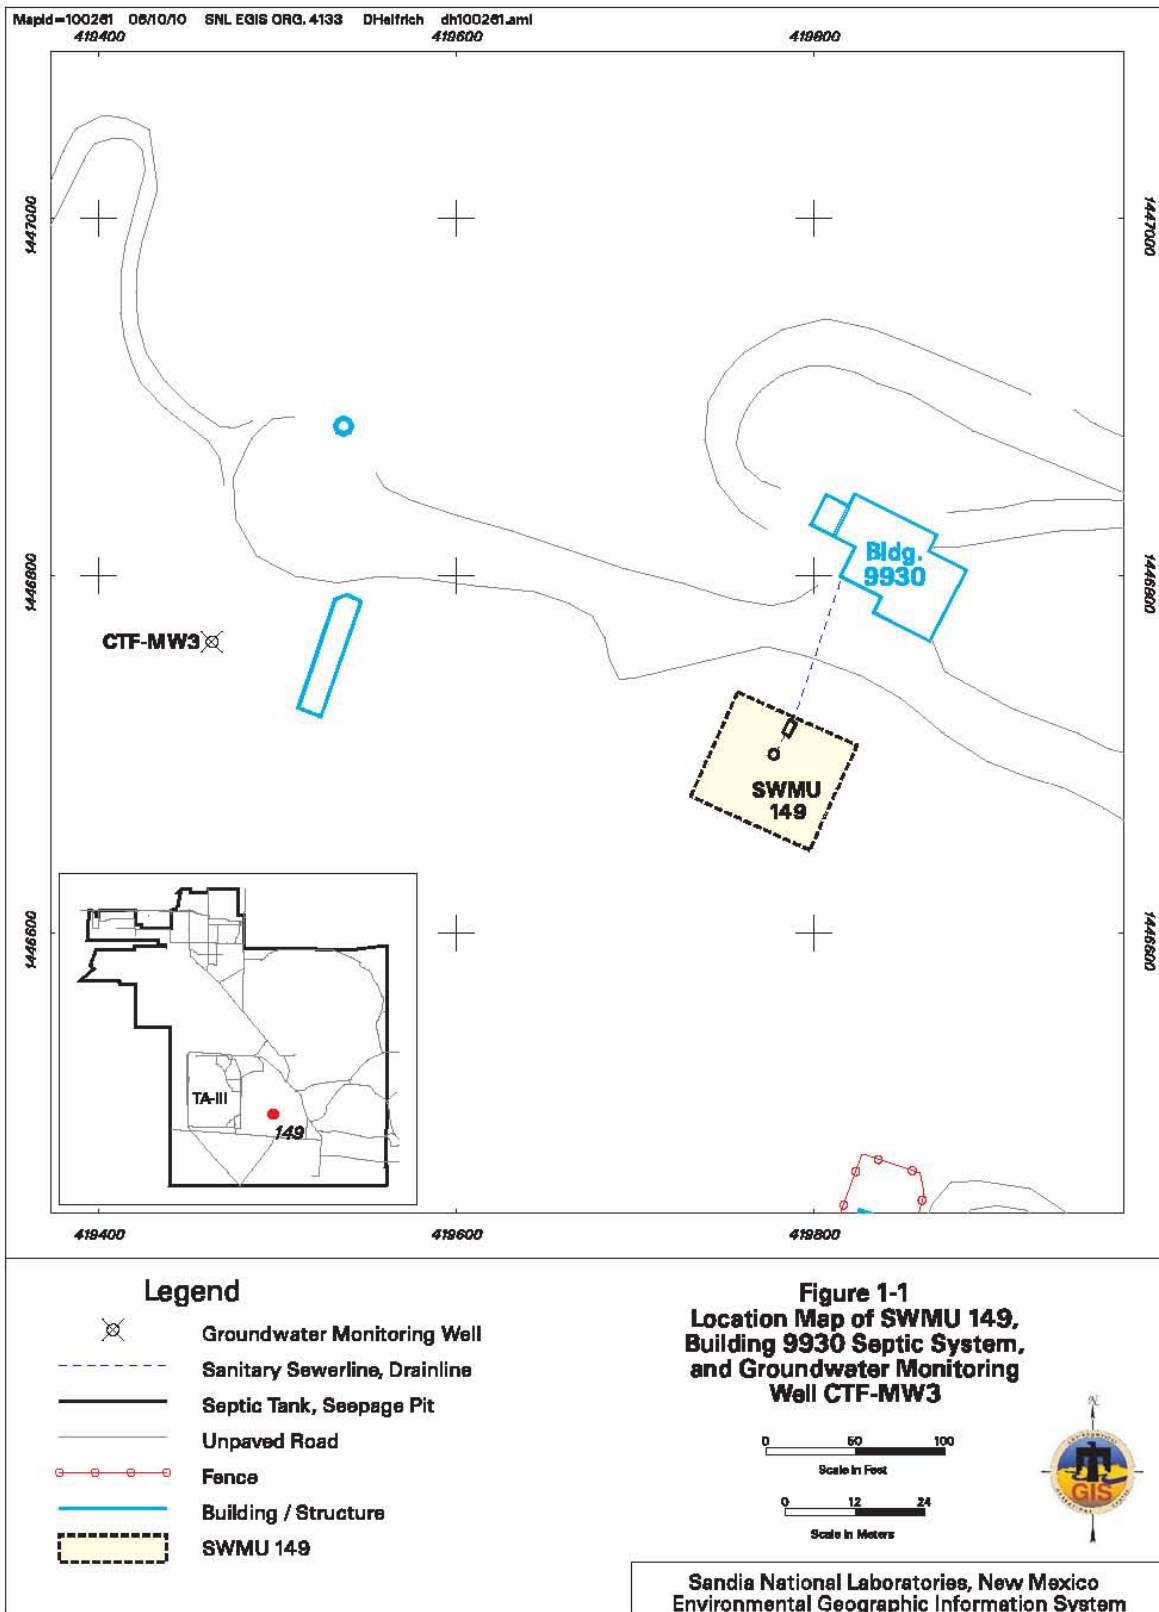 MapId=100261 08/10/10 SNL EGIS ORG. 4133 DHelfrich dh100261.aml
419400 419600 419800
1447000 1447000
Bldg.
9930
1446800 1446800
CTF-MW3
SWMU
149
1446600 1446600
TA-III
149
419400 419600 419800
Legend
Groundwater Monitoring Well
Sanitary Sewerline, Drainline
Septic Tank, Seepage Pit
Unpaved Road
Fence
Building / Structure
SWMU 149
Figure 1-1
Location Map of SWMU 149,
Building 9930 Septic System,
and Groundwater Monitoring
Well CTF-MW3
0 50 100
Scale in Feet
0 12 24
Scale in Meters
N
GIS
Sandia National Laboratories, New Mexico
Environmental Geographic Information System